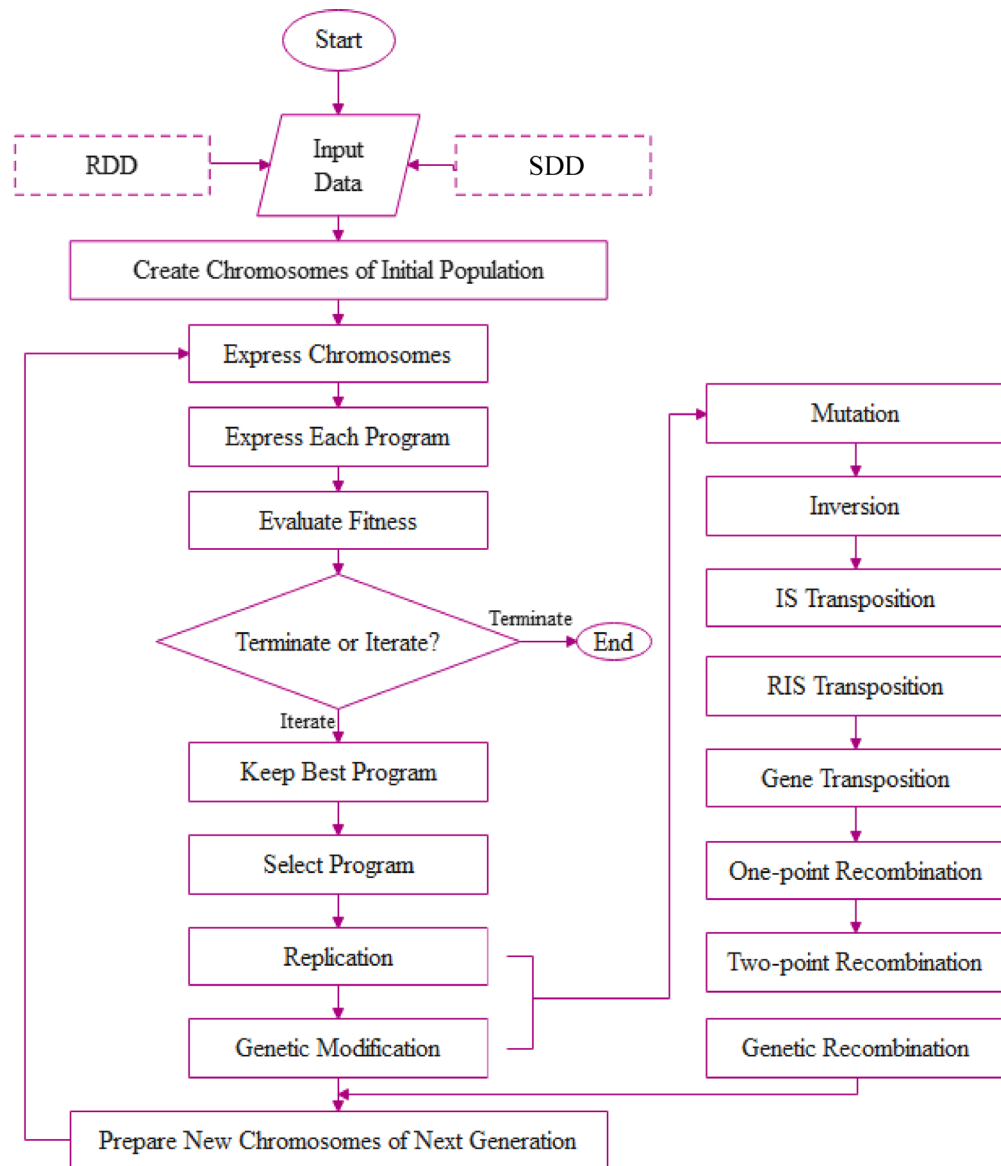 Start
RDD
Input
Data
SDD
Create Chromosomes of Initial Population
Express Chromosomes
Express Each Program
Evaluate Fitness
Terminate or Iterate?
Terminate
End
Iterate
Keep Best Program
Select Program
Replication
Genetic Modification
Prepare New Chromosomes of Next Generation
Mutation
Inversion
IS Transposition
RIS Transposition
Gene Transposition
One-point Recombination
Two-point Recombination
Genetic Recombination